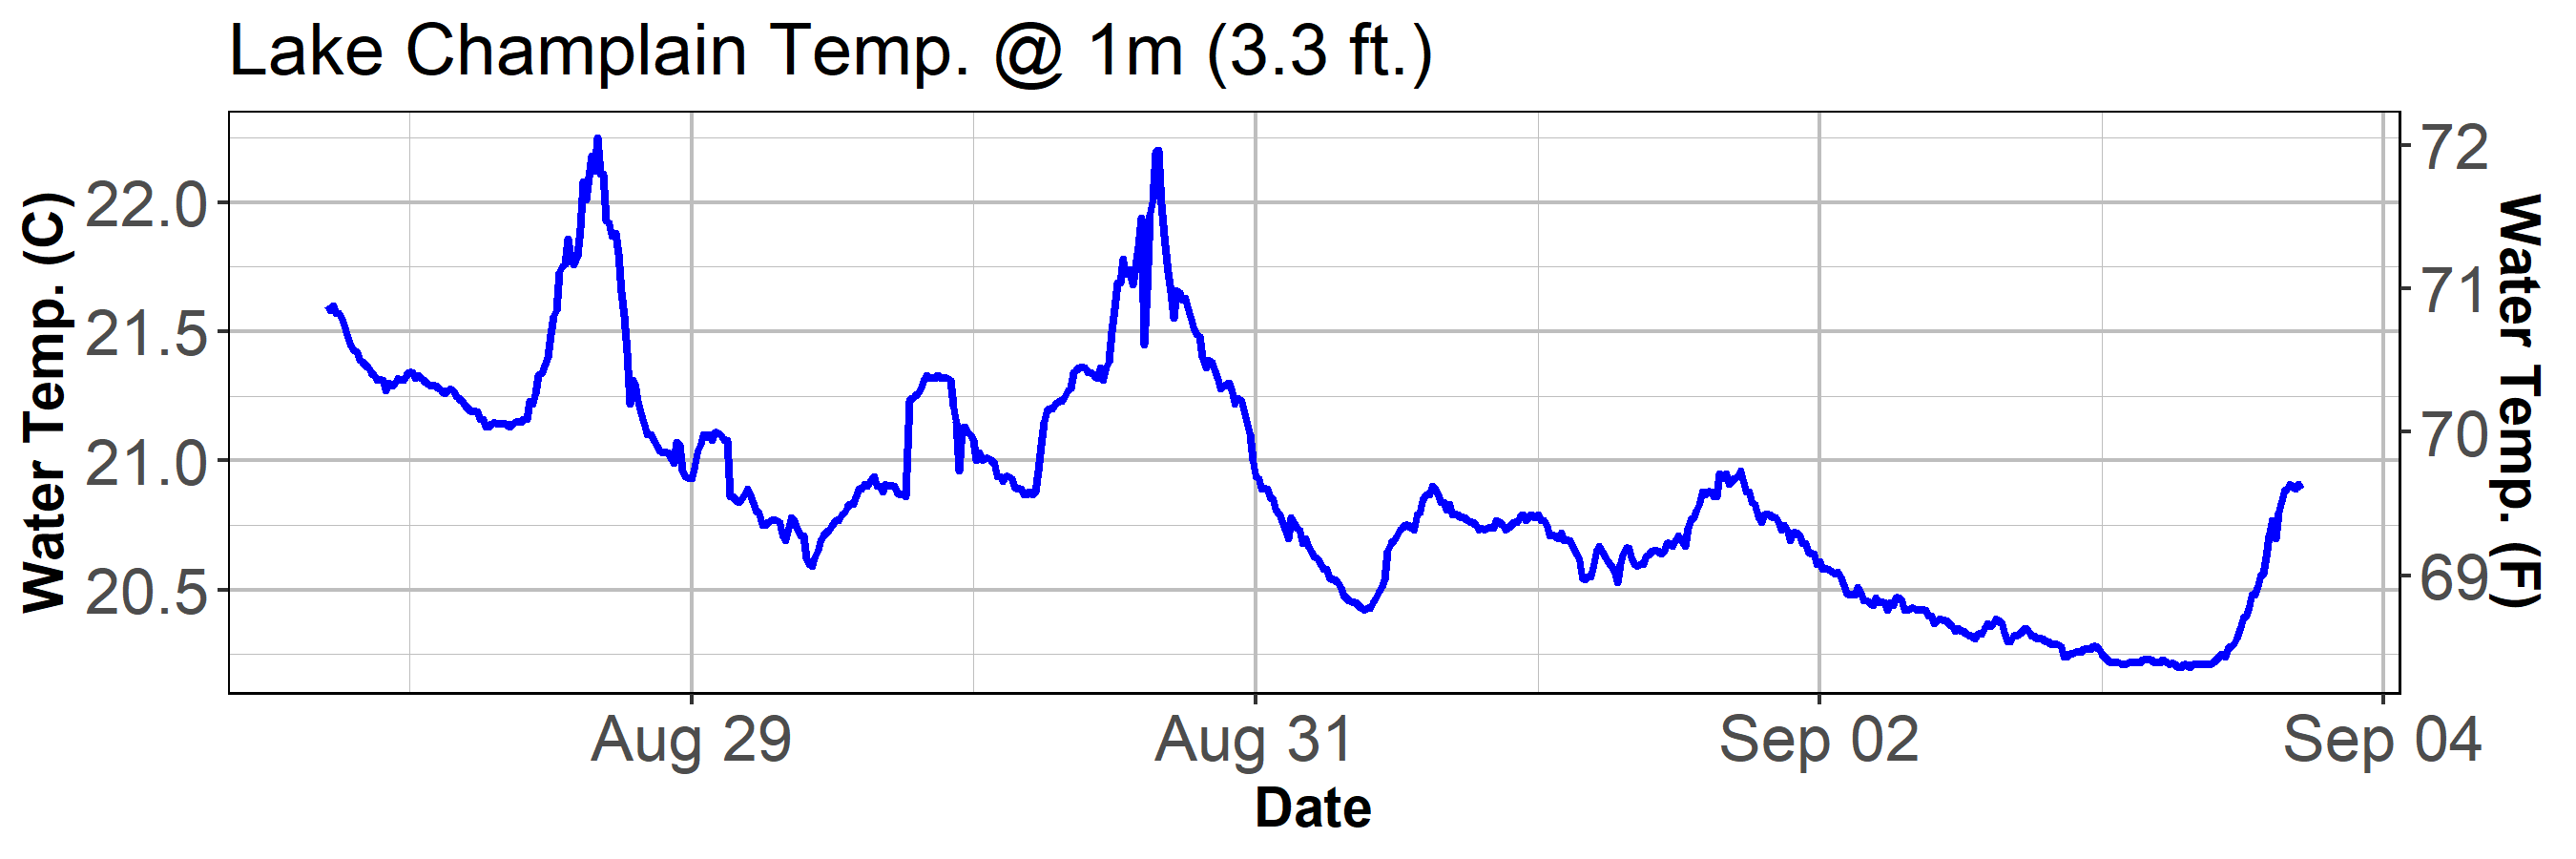 Lake Champlain Temp. @ 1m (3.3 ft.)
Water Temp. (C)
22.0
21.5
21.0
20.5
72
71
70
69
Water Temp. (F)
Aug 29
Aug 31
Sep 02
Sep 04
Date